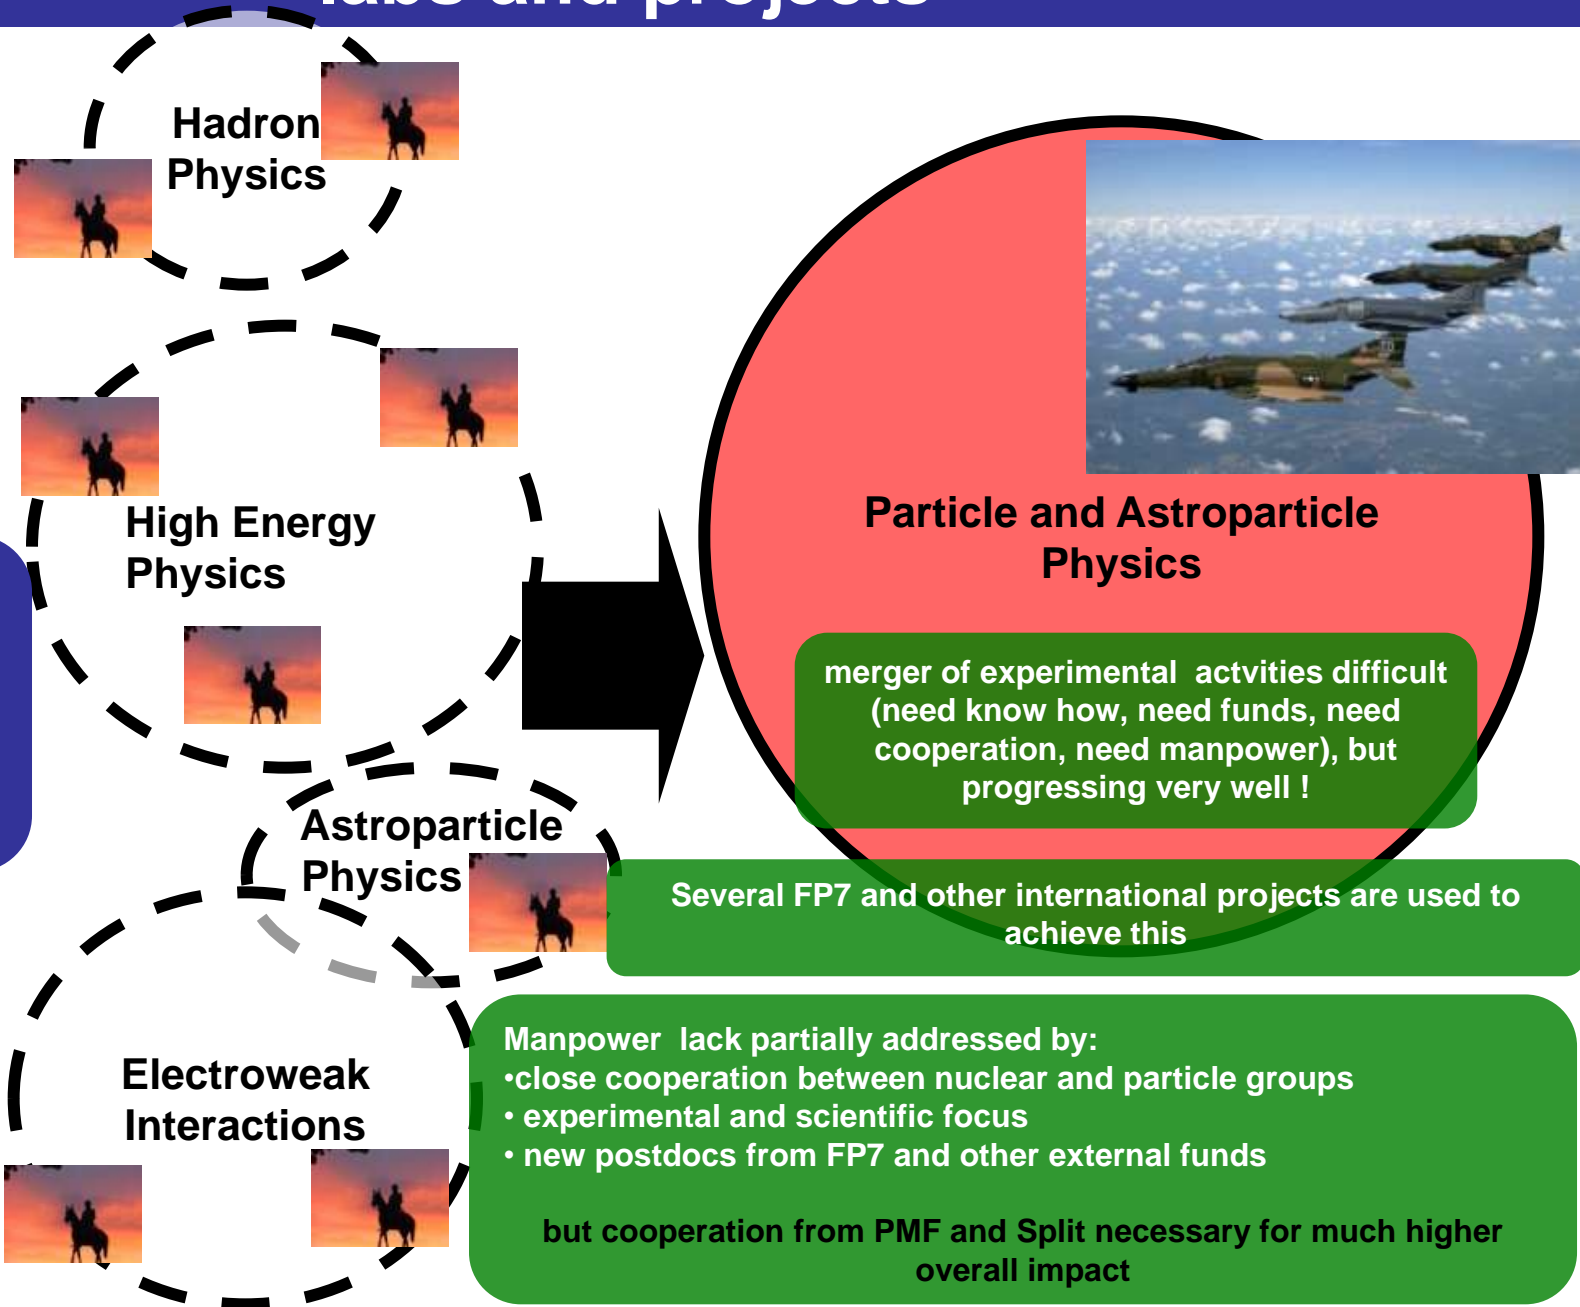 labs and projects
Hadron
Physics
High Energy
Physics
Astroparticle
Physics
Electroweak
Interactions
Particle and Astroparticle
Physics
merger of experimental  actvities difficult
(need know how, need funds, need
cooperation, need manpower), but
progressing very well !
Several FP7 and other international projects are used to
achieve this
Manpower  lack partially addressed by:
•close cooperation between nuclear and particle groups
• experimental and scientific focus
• new postdocs from FP7 and other external funds
but cooperation from PMF and Split necessary for much higher
overall impact